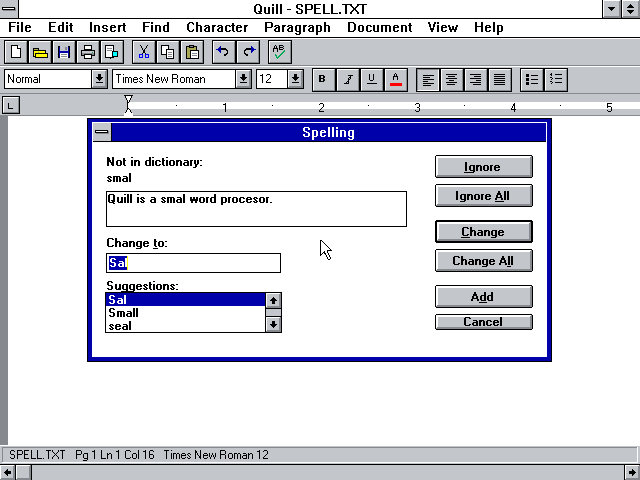 Quill - SPELL.TXT
File Edit Insert Find Character Paragraph Document View Help
ABC
Normal Times New Roman 12 B I U A
L 1 2 3 4 5
Spelling
Not in dictionary:
smal
Quill is a smal word procesor.
Change to:
Sal
Suggestions:
Sal
Small
seal
Ignore
Ignore All
Change
Change All
Add
Cancel
SPELL.TXT Pg 1 Ln 1 Col 16 Times New Roman 12